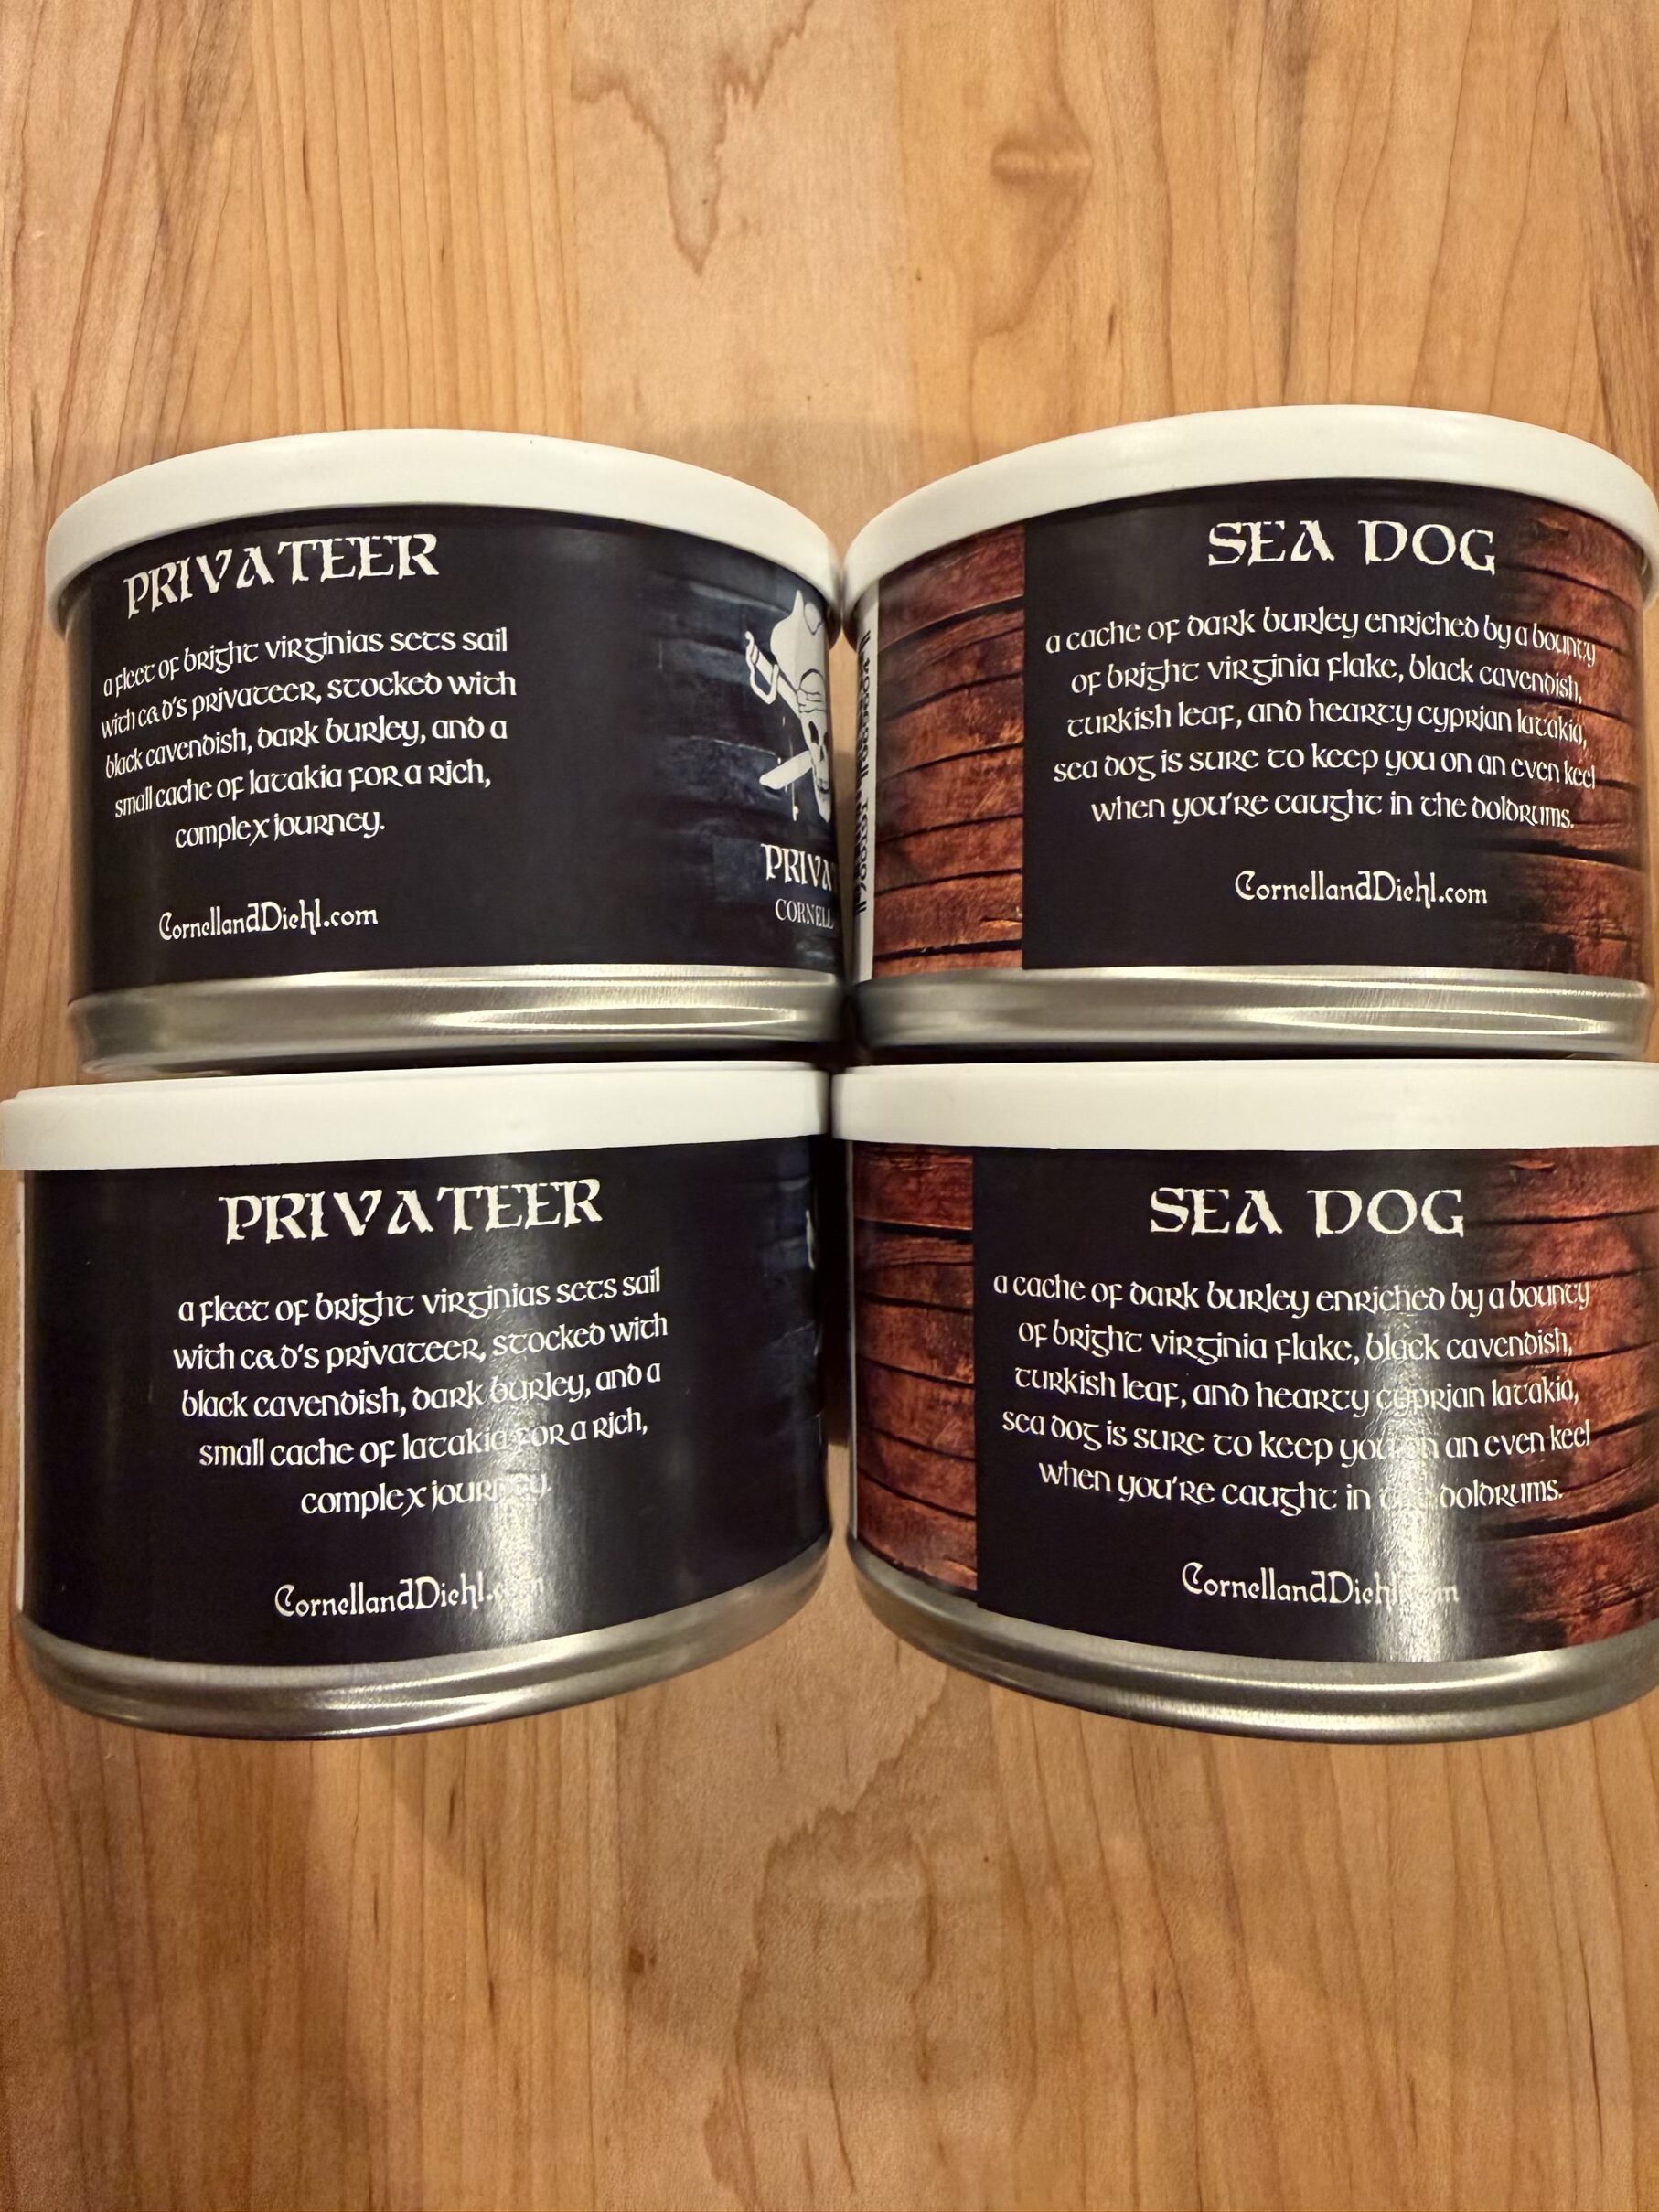 PRIVATEER
a fleet of bright virginias sets sail
with c&d's privateer, stocked with
black cavendish, dark burley, and a
small cache of latakia for a rich,
complex journey.
CornellandDiehl.com
PRIVA
CORNELL
SEA DOG
a cache of dark burley enriched by a bounty
of bright virginia flake, black cavendish,
turkish leaf, and hearty cyprian latakia,
sea dog is sure to keep you on an even keel
when you're caught in the doldrums.
CornellandDiehl.com
PRIVATEER
a fleet of bright virginias sets sail
with c&d's privateer, stocked with
black cavendish, dark burley, and a
small cache of latakia for a rich,
complex journey.
CornellandDiehl.com
SEA DOG
a cache of dark burley enriched by a bounty
of bright virginia flake, black cavendish,
turkish leaf, and hearty cyprian latakia,
sea dog is sure to keep you on an even keel
when you're caught in the doldrums.
CornellandDiehl.com